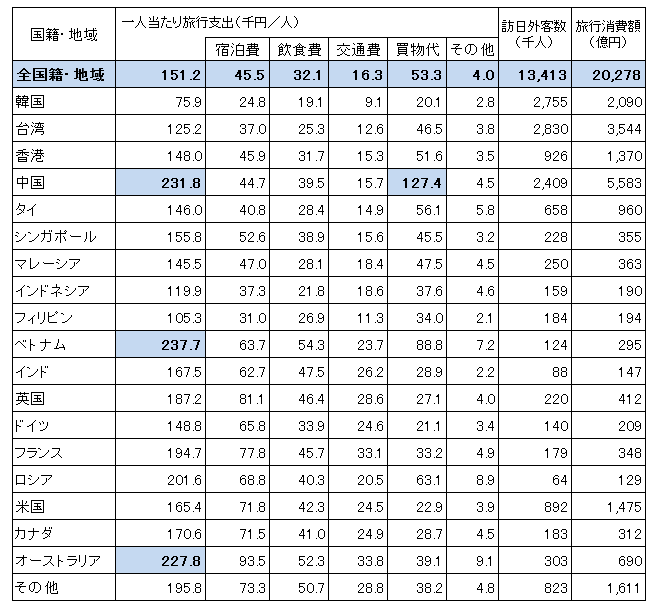 国籍・地域 一人当たり旅行支出（千円／人） 訪日外客数（千人） 旅行消費額（億円）
宿泊費 飲食費 交通費 買物代 その他
全国籍・地域 151.2 45.5 32.1 16.3 53.3 4.0 13,413 20,278
韓国 75.9 24.8 19.1 9.1 20.1 2.8 2,755 2,090
台湾 125.2 37.0 25.3 12.6 46.5 3.8 2,830 3,544
香港 148.0 45.9 31.7 15.3 51.6 3.5 926 1,370
中国 231.8 44.7 39.5 15.7 127.4 4.5 2,409 5,583
タイ 146.0 40.8 28.4 14.9 56.1 5.8 658 960
シンガポール 155.8 52.6 38.9 15.6 45.5 3.2 228 355
マレーシア 145.5 47.0 28.1 18.4 47.5 4.5 250 363
インドネシア 119.9 37.3 21.8 18.6 37.6 4.6 159 190
フィリピン 105.3 31.0 26.9 11.3 34.0 2.1 184 194
ベトナム 237.7 63.7 54.3 23.7 88.8 7.2 124 295
インド 167.5 62.7 47.5 26.2 28.9 2.2 88 147
英国 187.2 81.1 46.4 28.6 27.1 4.0 220 412
ドイツ 148.8 65.8 33.9 24.6 21.1 3.4 140 209
フランス 194.7 77.8 45.7 33.1 33.2 4.9 179 348
ロシア 201.6 68.8 40.3 20.5 63.1 8.9 64 129
米国 165.4 71.8 42.3 24.5 22.9 3.9 892 1,475
カナダ 170.6 71.5 41.0 24.9 28.7 4.5 183 312
オーストラリア 227.8 93.5 52.3 33.8 39.1 9.1 303 690
その他 195.8 73.3 50.7 28.8 38.2 4.8 823 1,611